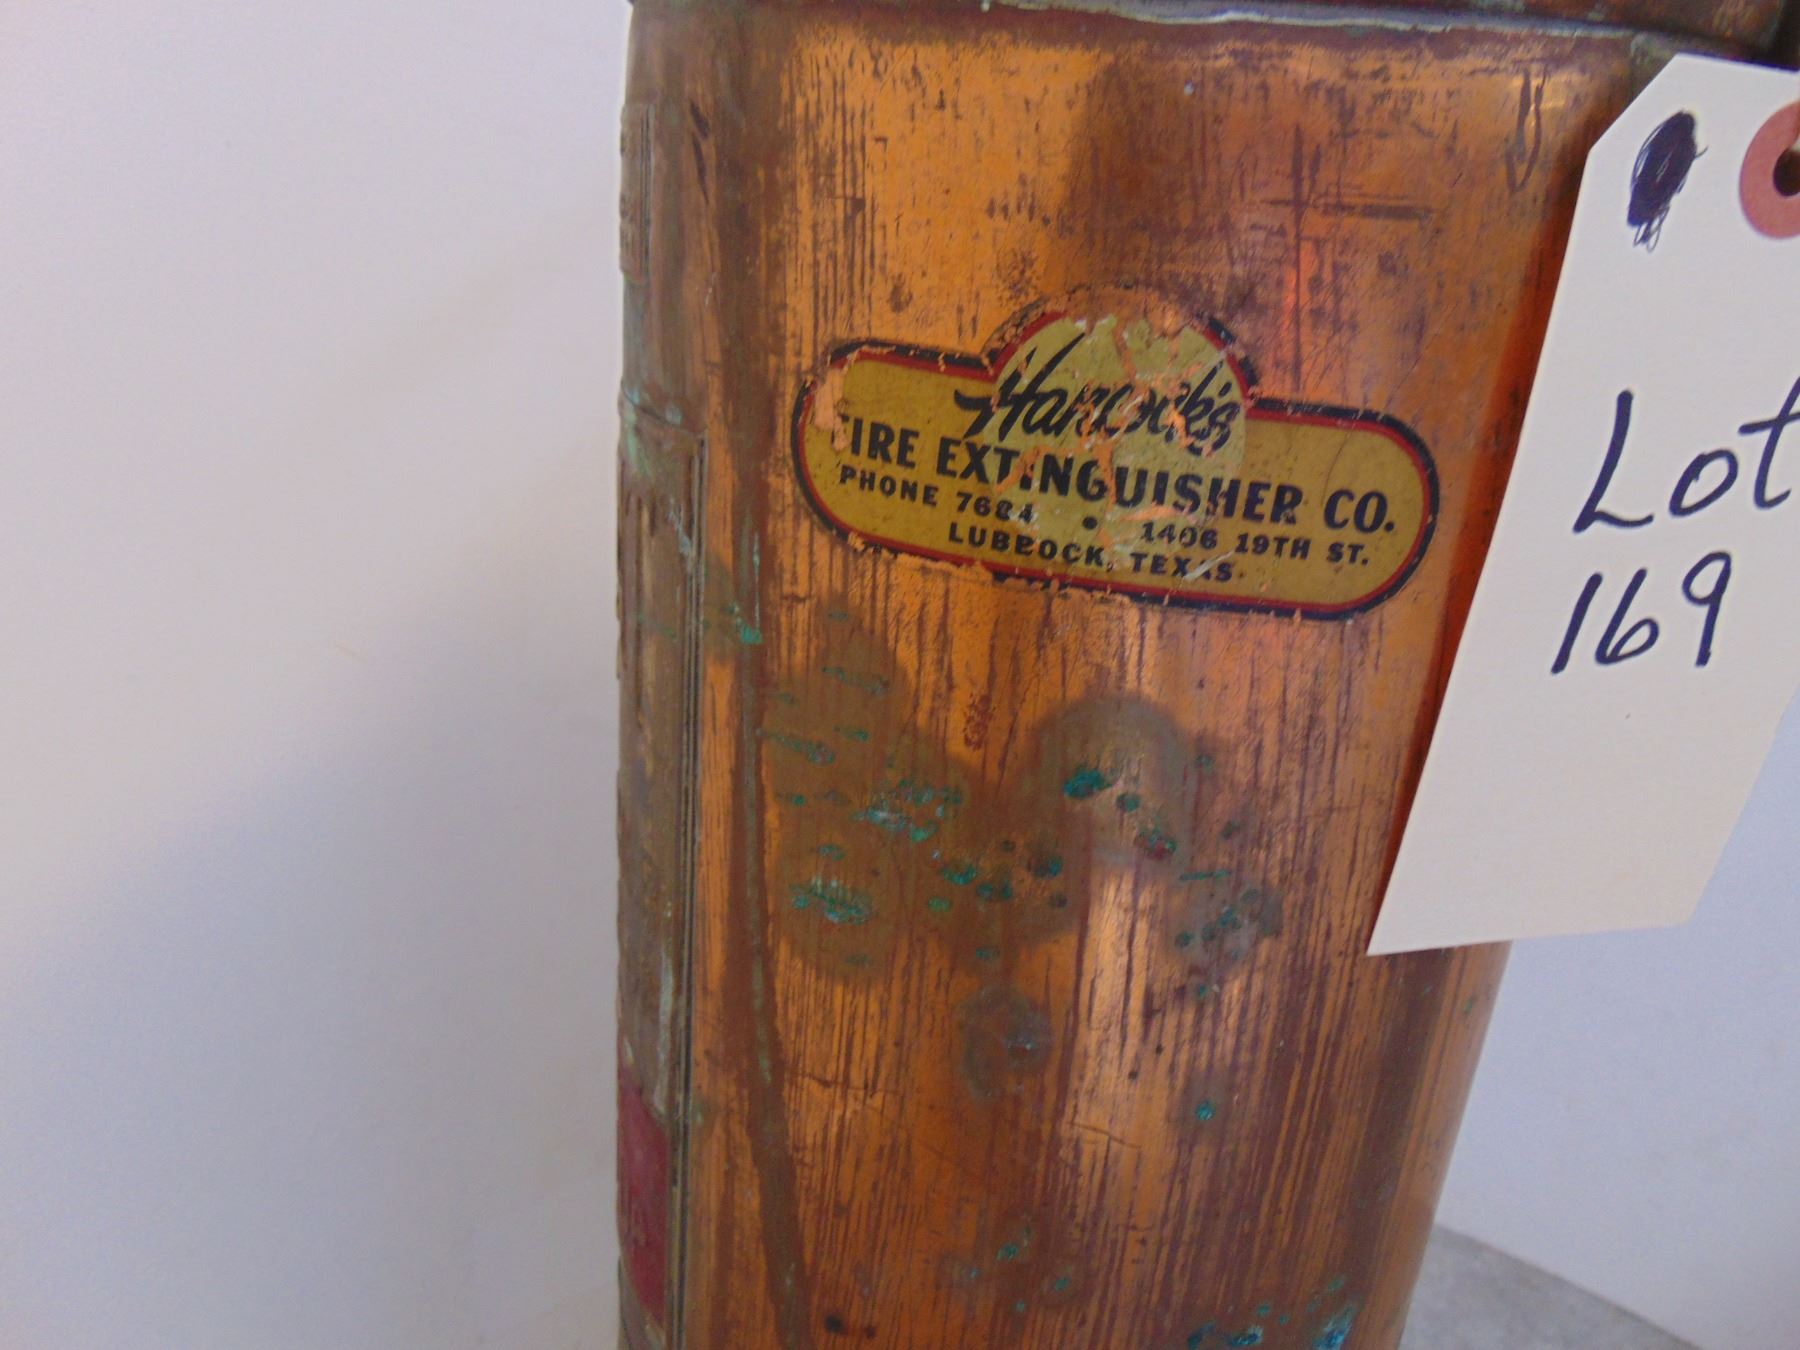 Hancock's
FIRE EXTINGUISHER CO.
PHONE 7684 • 1406 19TH ST.
LUBBOCK, TEXAS
Lot
169